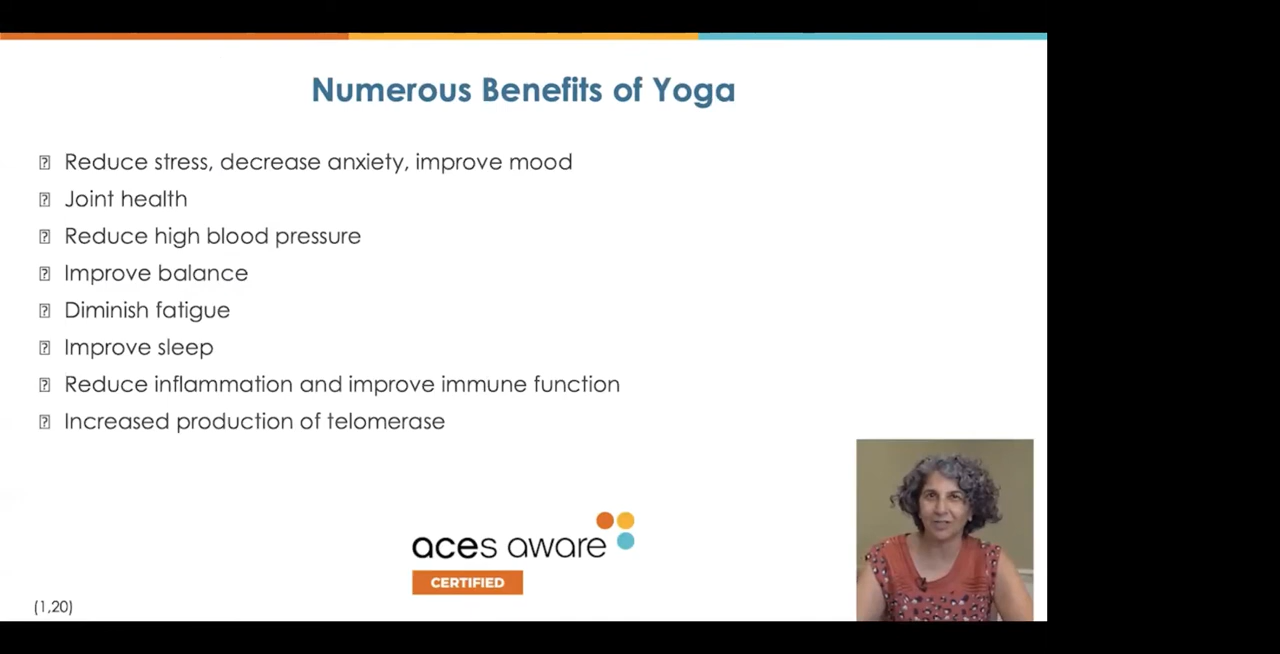 Numerous Benefits of Yoga
⍰ Reduce stress, decrease anxiety, improve mood
⍰ Joint health
⍰ Reduce high blood pressure
⍰ Improve balance
⍰ Diminish fatigue
⍰ Improve sleep
⍰ Reduce inflammation and improve immune function
⍰ Increased production of telomerase
aces aware
CERTIFIED
(1,20)